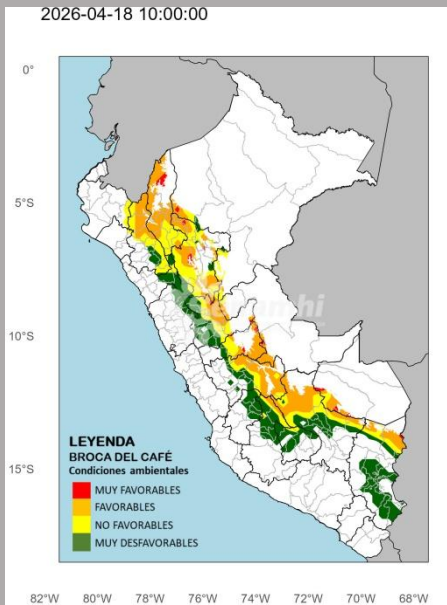 2026-04-18 10:00:00
0°
5°S
10°S
15°S
senamhi
LEYENDA
BROCA DEL CAFÉ
Condiciones ambientales
MUY FAVORABLES
FAVORABLES
NO FAVORABLES
MUY DESFAVORABLES
82°W 80°W 78°W 76°W 74°W 72°W 70°W 68°W